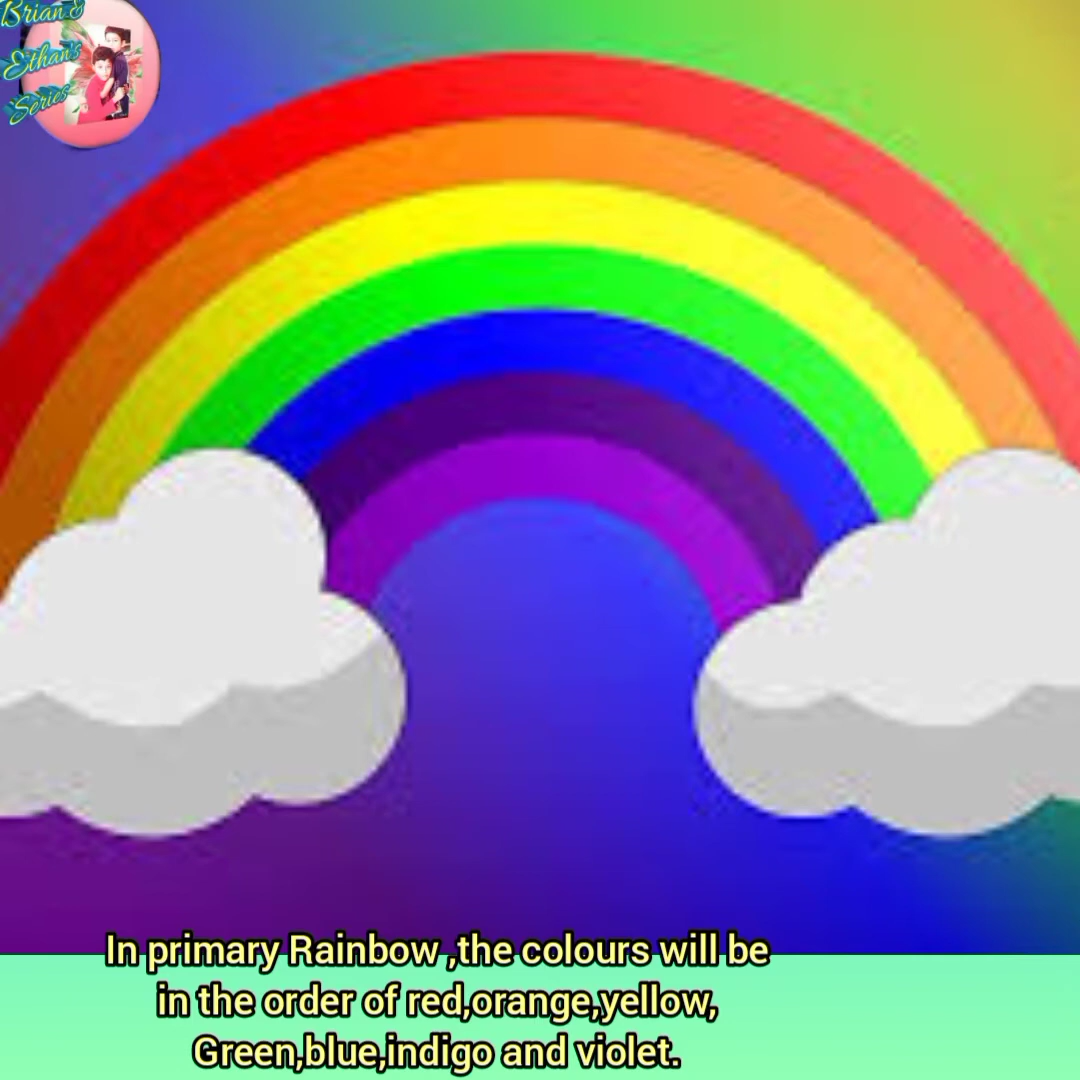 Brian &
Ethan's
Series
In primary Rainbow ,the colours will be
in the order of red,orange,yellow,
Green,blue,indigo and violet.